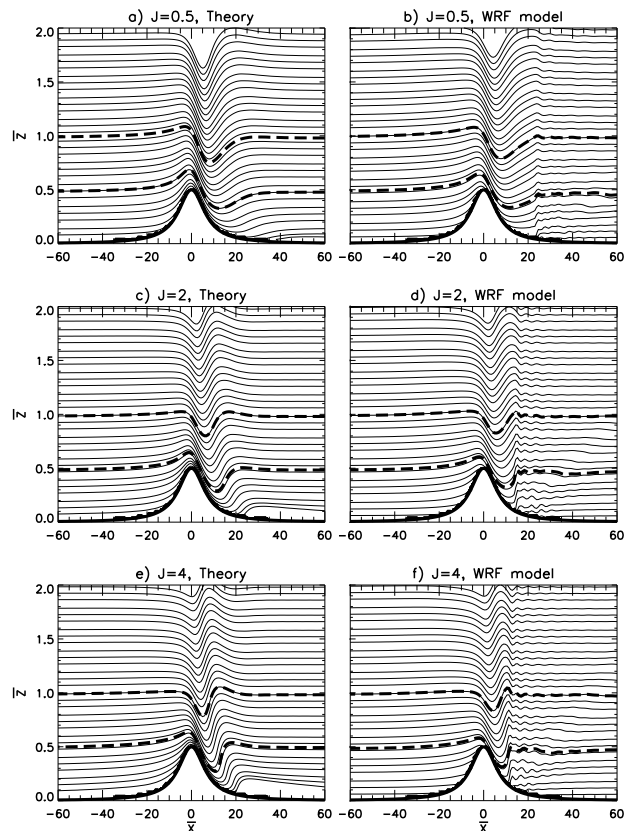 a) J=0.5, Theory
b) J=0.5, WRF model
2.0
1.5
1.0
0.5
0.0
z̅
-60 -40 -20 0 20 40 60
-60 -40 -20 0 20 40 60
c) J=2, Theory
d) J=2, WRF model
2.0
1.5
1.0
0.5
0.0
z̅
-60 -40 -20 0 20 40 60
-60 -40 -20 0 20 40 60
e) J=4, Theory
f) J=4, WRF model
2.0
1.5
1.0
0.5
0.0
z̅
-60 -40 -20 0 20 40 60
-60 -40 -20 0 20 40 60
x̅
x̅